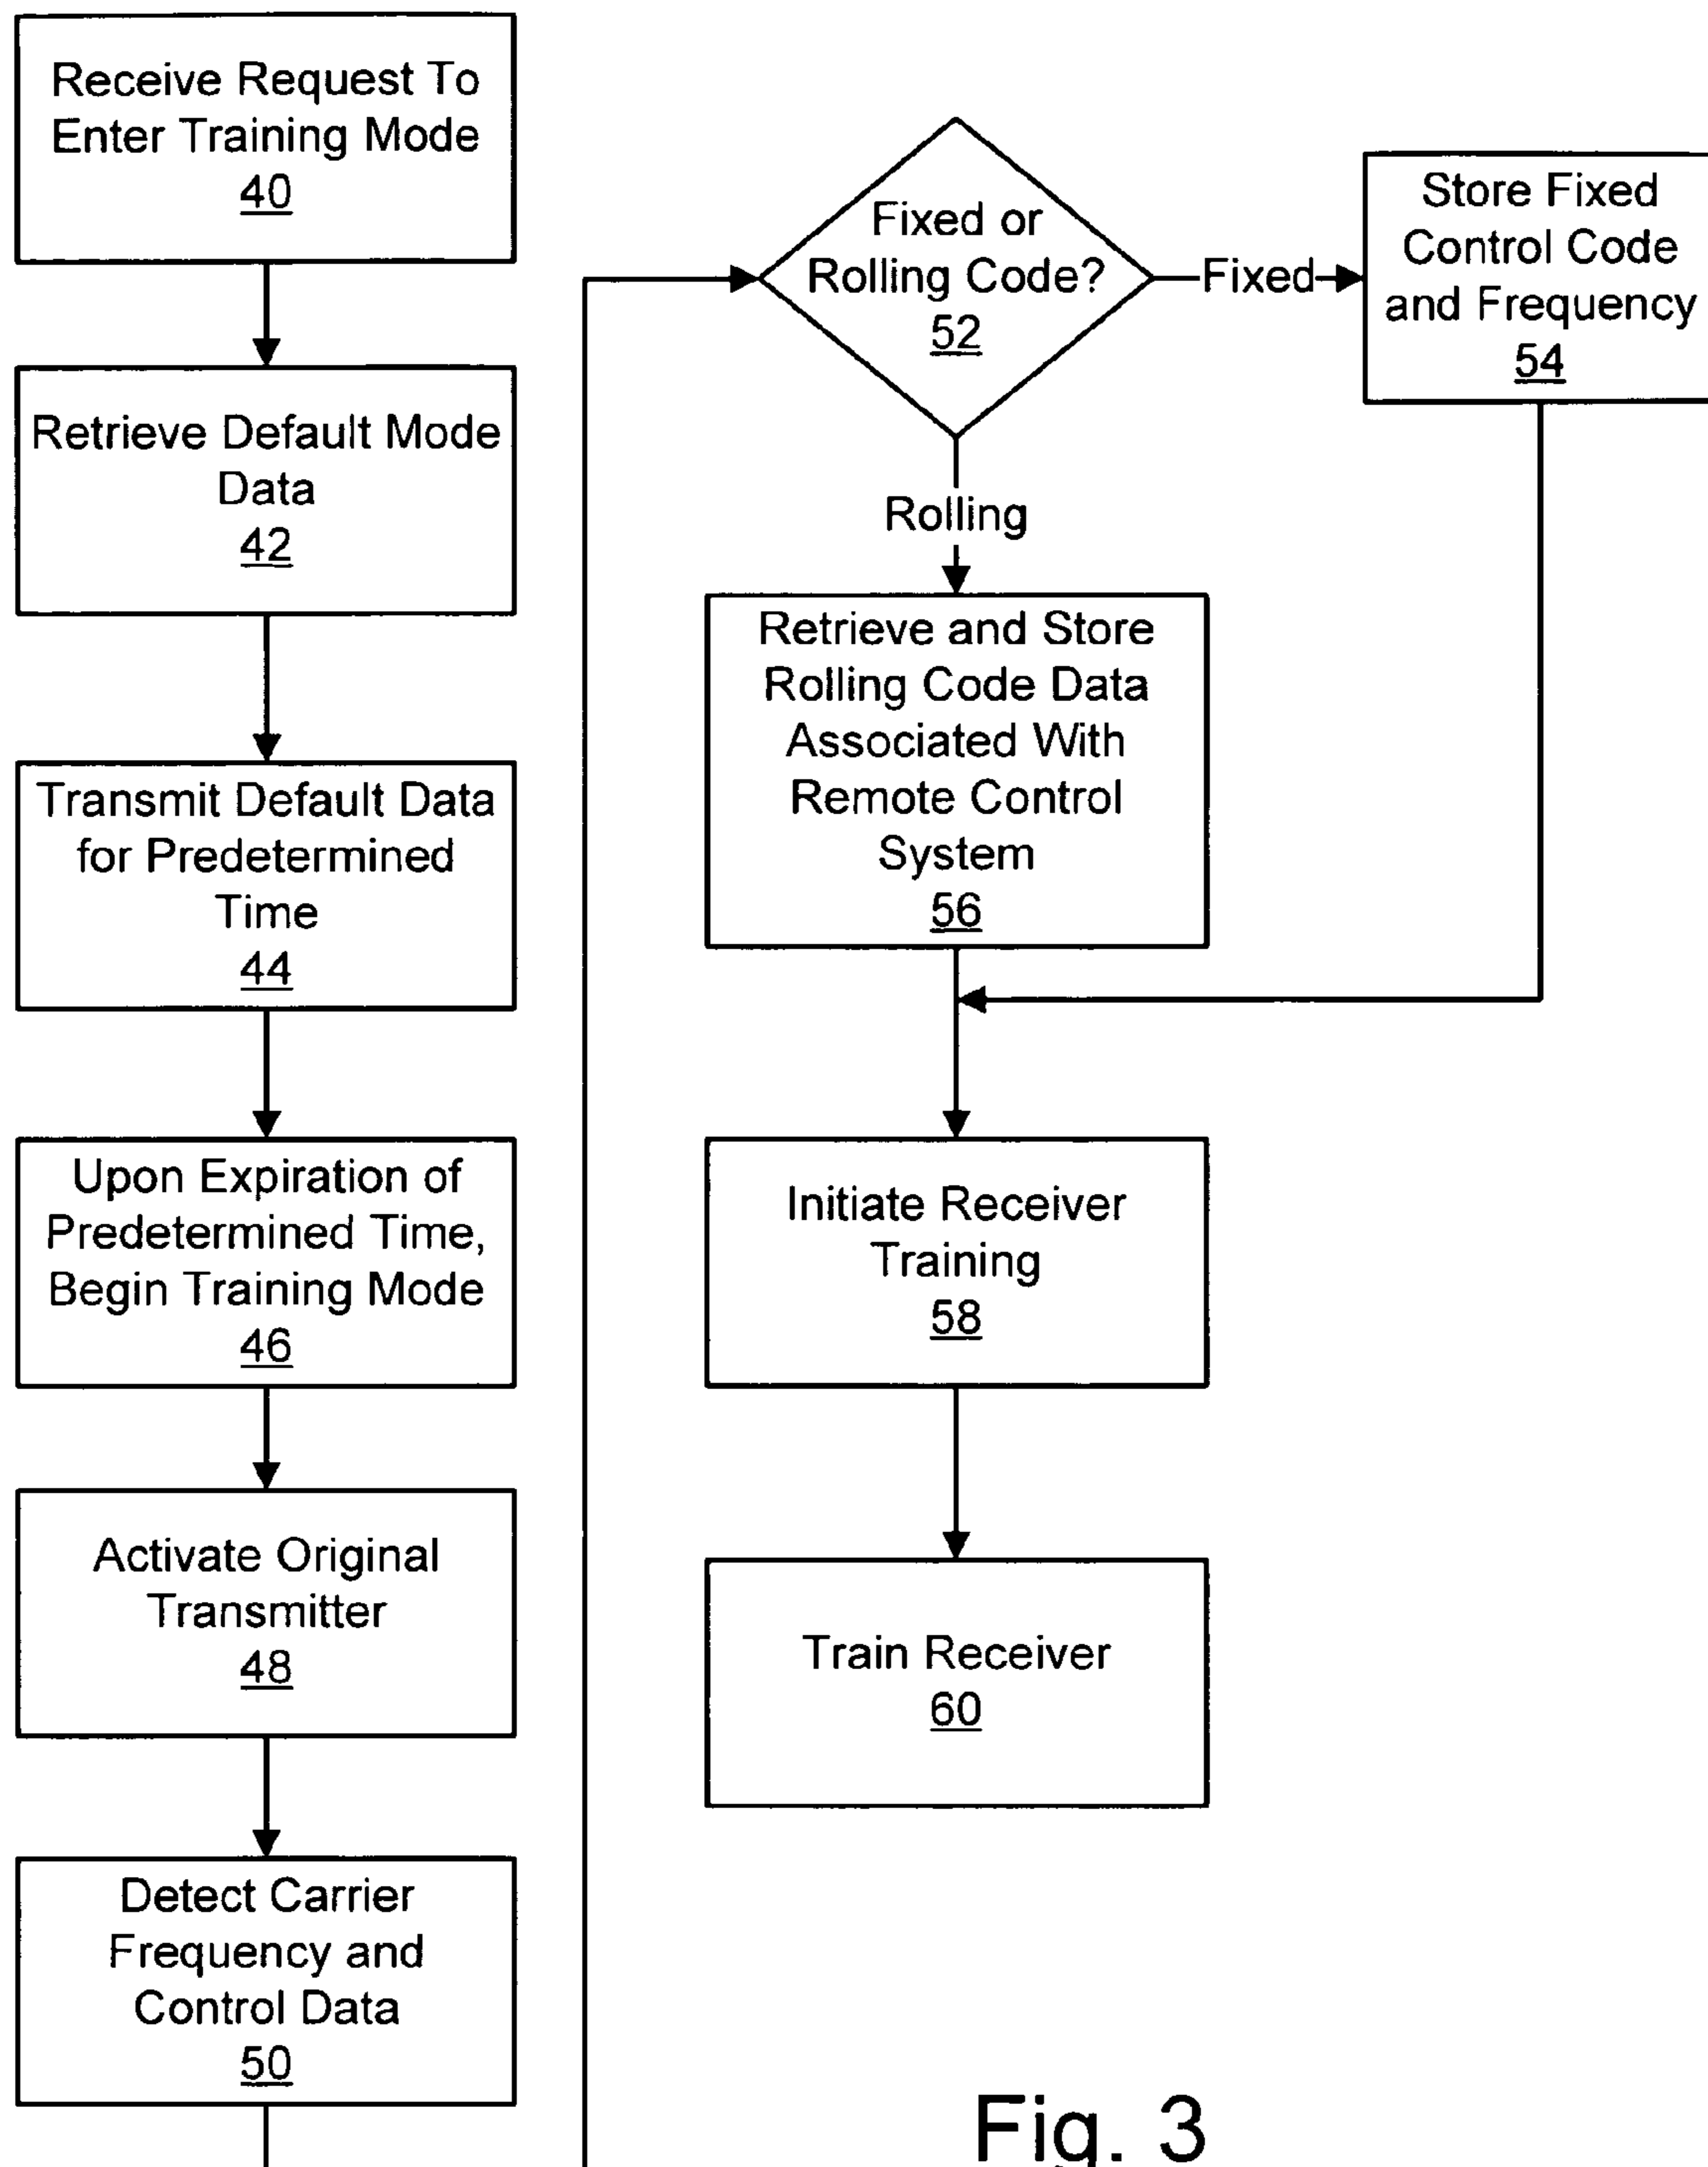 Receive Request To
Enter Training Mode
40
Retrieve Default Mode
Data
42
Transmit Default Data
for Predetermined
Time
44
Upon Expiration of
Predetermined Time,
Begin Training Mode
46
Activate Original
Transmitter
48
Detect Carrier
Frequency and
Control Data
50
Fixed or
Rolling Code?
52
Fixed
Store Fixed
Control Code
and Frequency
54
Rolling
Retrieve and Store
Rolling Code Data
Associated With
Remote Control
System
56
Initiate Receiver
Training
58
Train Receiver
60
Fig. 3